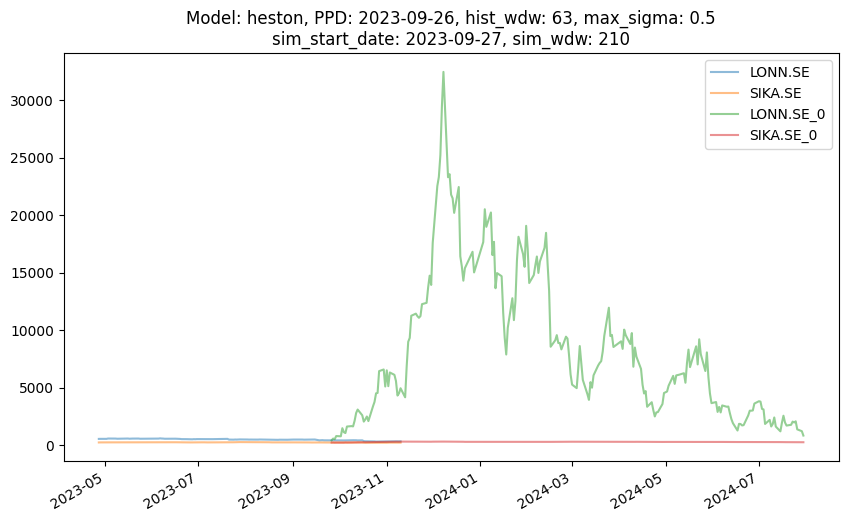 Model: heston, PPD: 2023-09-26, hist_wdw: 63, max_sigma: 0.5
sim_start_date: 2023-09-27, sim_wdw: 210
LONN.SE
SIKA.SE
LONN.SE_0
SIKA.SE_0
30000
25000
20000
15000
10000
5000
0
2023-05
2023-07
2023-09
2023-11
2024-01
2024-03
2024-05
2024-07